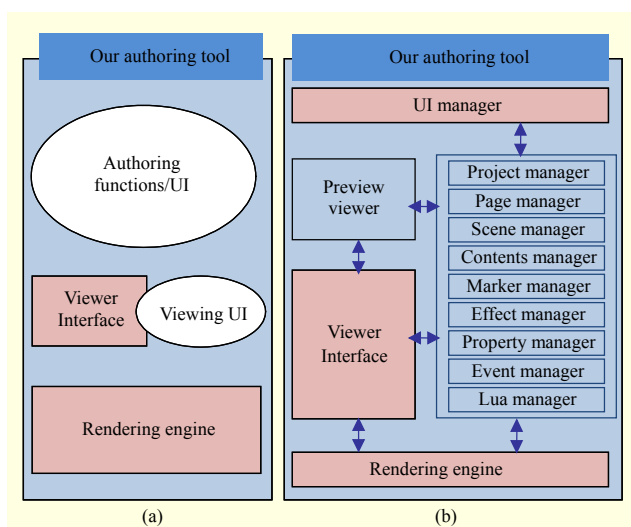 Our authoring tool
Authoring
functions/UI
Viewer
Interface
Viewing UI
Rendering engine
(a)
Our authoring tool
UI manager
Preview
viewer
Viewer
Interface
Project manager
Page manager
Scene manager
Contents manager
Marker manager
Effect manager
Property manager
Event manager
Lua manager
Rendering engine
(b)